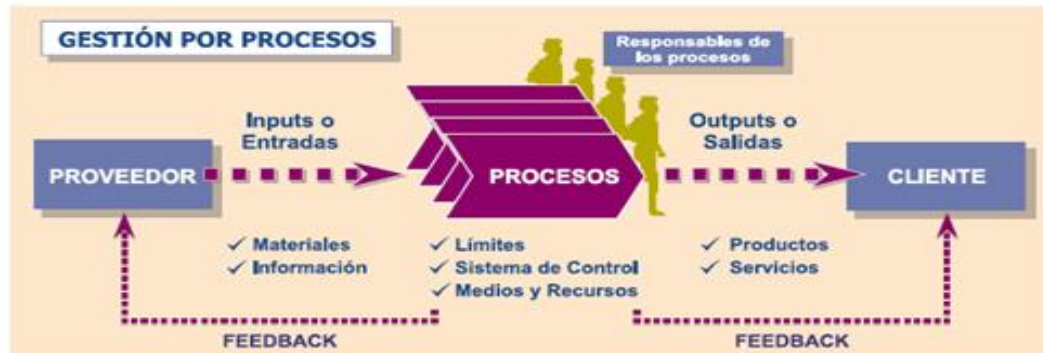 GESTIÓN POR PROCESOS
Responsables de
los procesos
Inputs o
Entradas
Outputs o
Salidas
PROVEEDOR
PROCESOS
CLIENTE
✓ Materiales
✓ Información
✓ Límites
✓ Sistema de Control
✓ Medios y Recursos
✓ Productos
✓ Servicios
FEEDBACK
FEEDBACK